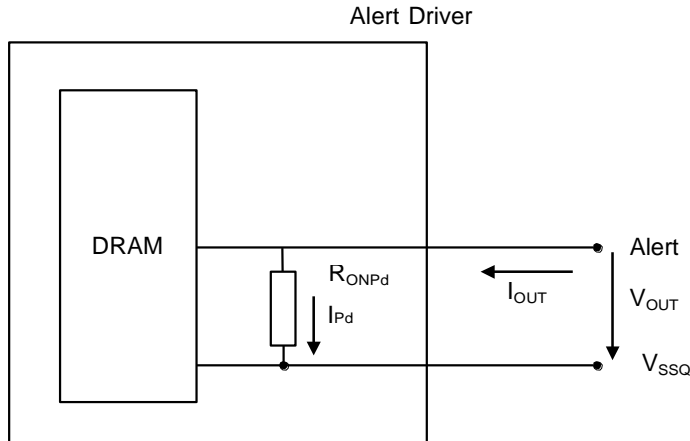 Alert Driver
DRAM
Alert
RONPd
IOUT
VOUT
IPd
VSSQ